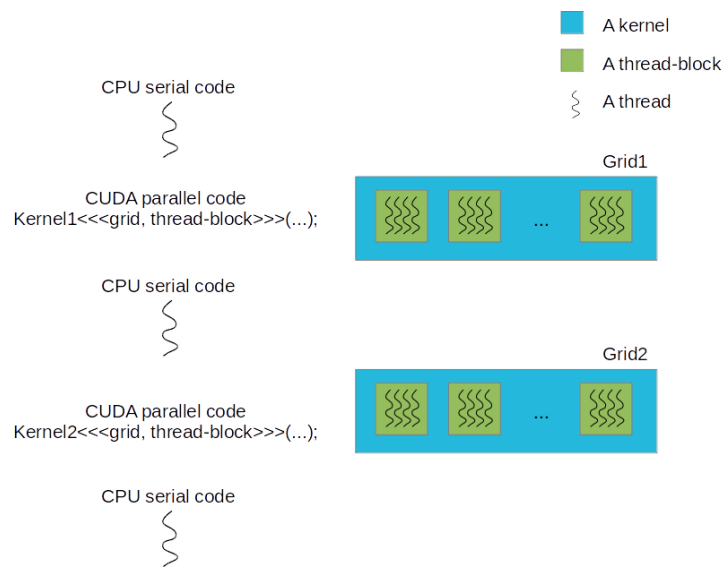 A kernel
A thread-block
A thread
CPU serial code
Grid1
CUDA parallel code
Kernel1<<<grid, thread-block>>>(...);
...
CPU serial code
Grid2
CUDA parallel code
Kernel2<<<grid, thread-block>>>(...);
...
CPU serial code